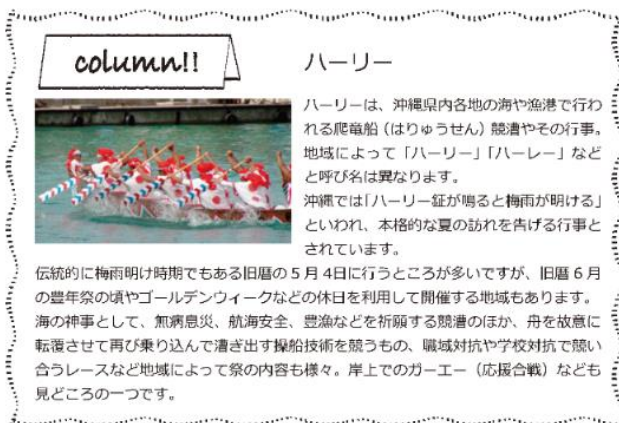 column!!
ハーリー
ハーリーは、沖縄県内各地の海や漁港で行わ
れる爬竜船（はりゅうせん）競漕やその行事。
地域によって「ハーリー」「ハーレー」など
と呼び名は異なります。
沖縄では「ハーリー鉦が鳴ると梅雨が明ける」
といわれ、本格的な夏の訪れを告げる行事と
されています。
伝統的に梅雨明け時期でもある旧暦の５月４日に行うところが多いですが、旧暦６月
の豊年祭の頃やゴールデンウィークなどの休日を利用して開催する地域もあります。
海の神事として、無病息災、航海安全、豊漁などを祈願する競漕のほか、舟を故意に
転覆させて再び乗り込んで漕ぎ出す操船技術を競うもの、職域対抗や学校対抗で競い
合うレースなど地域によって祭の内容も様々。岸上でのガーエー（応援合戦）なども
見どころの一つです。